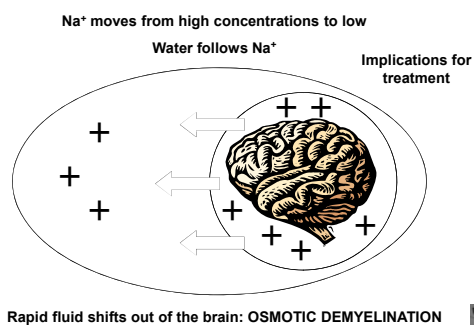 Na⁺ moves from high concentrations to low
Water follows Na⁺
Implications for
treatment
+ +
+
+
+
+
+
+
+
Rapid fluid shifts out of the brain: OSMOTIC DEMYELINATION